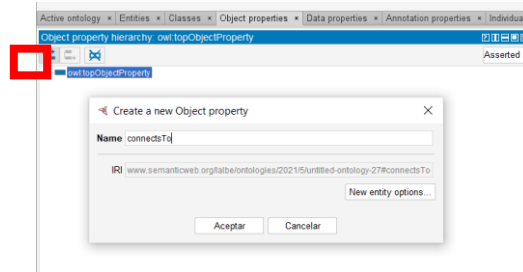 Active ontology × Entities × Classes × Object properties × Data properties × Annotation properties × Individua
Object property hierarchy: owl:topObjectProperty
Asserted
owl:topObjectProperty
Create a new Object property
Name connectsTo
IRI www.semanticweb.org/lalbe/ontologies/2021/5/untitled-ontology-27#connectsTo
New entity options...
Aceptar Cancelar